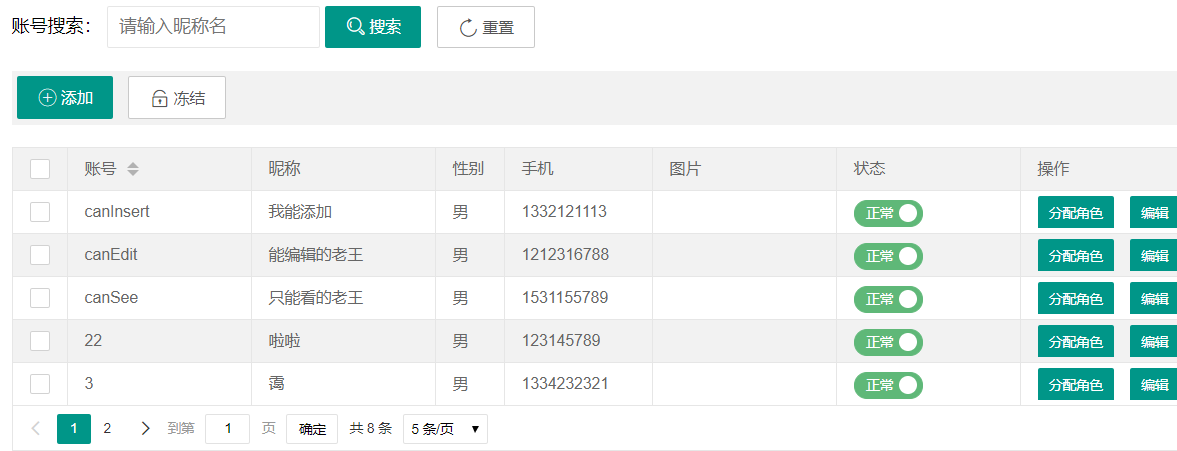 账号搜索： 请输入昵称名 搜索 重置
添加 冻结
账号 昵称 性别 手机 图片 状态 操作
canInsert 我能添加 男 1332121113 正常 分配角色 编辑
canEdit 能编辑的老王 男 1212316788 正常 分配角色 编辑
canSee 只能看的老王 男 1531155789 正常 分配角色 编辑
22 啦啦 男 123145789 正常 分配角色 编辑
3 男 1334232321 正常 分配角色 编辑
1 2 到第 1 页 确定 共 8 条 5 条/页